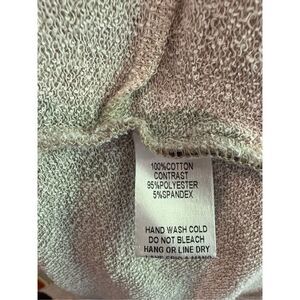 100%COTTON
CONTRAST
95%POLYESTER
5%SPANDEX
HAND WASH COLD
DO NOT BLEACH
HANG OR LINE DRY